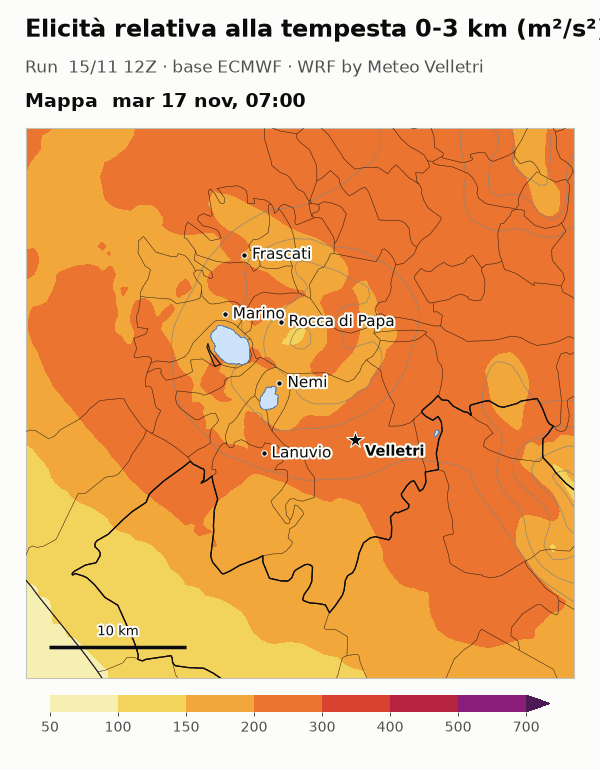 Elicità relativa alla tempesta 0-3 km (m²/s²)
Run  15/11 12Z · base ECMWF · WRF by Meteo Velletri
Mappa  mar 17 nov, 07:00
Frascati
Marino
Rocca di Papa
Nemi
Velletri
Lanuvio
10 km
50 100 150 200 300 400 500 700